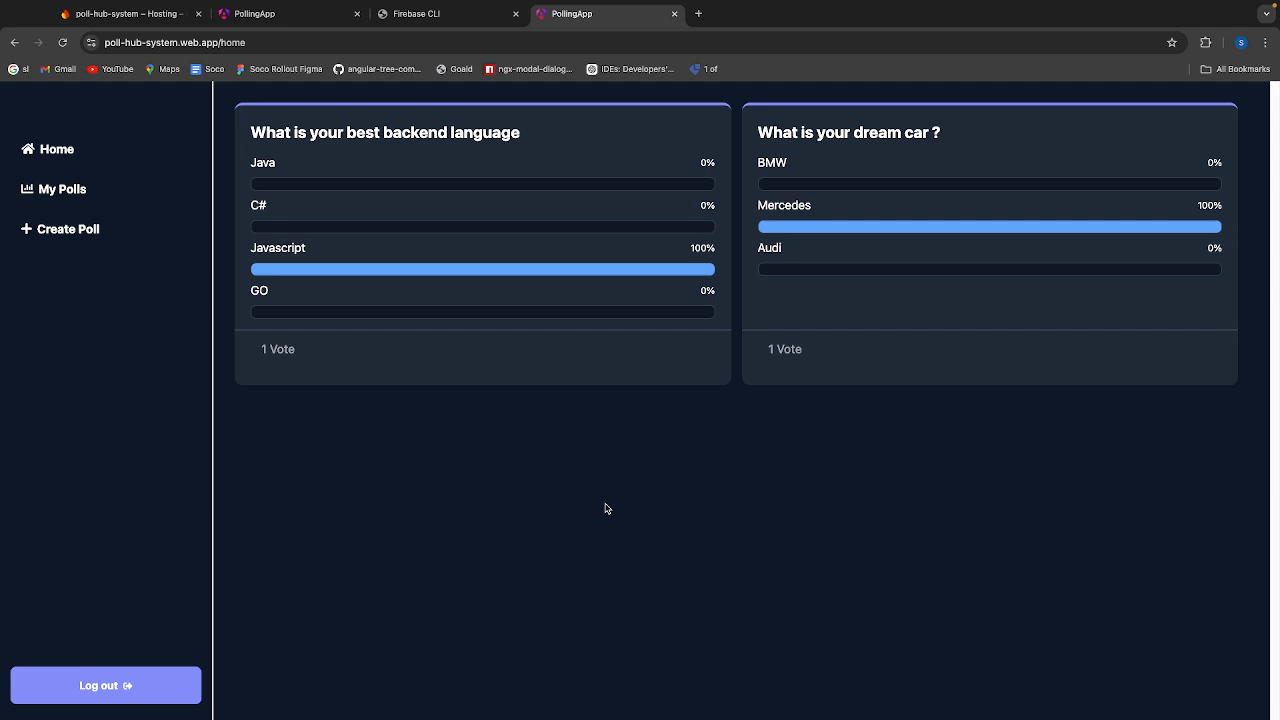 poll-hub-system – Hosting –
PollingApp
Firebase CLI
PollingApp
poll-hub-system.web.app/home
S
sl
Gmail
YouTube
Maps
Soco
Soco Rollout Figma
angular-tree-com...
Goald
ngx-modal-dialog...
IDEs: Developers'...
1 of
All Bookmarks
Home
My Polls
Create Poll
Log out
What is your best backend language
Java 0%
C# 0%
Javascript 100%
GO 0%
1 Vote
What is your dream car ?
BMW 0%
Mercedes 100%
Audi 0%
1 Vote